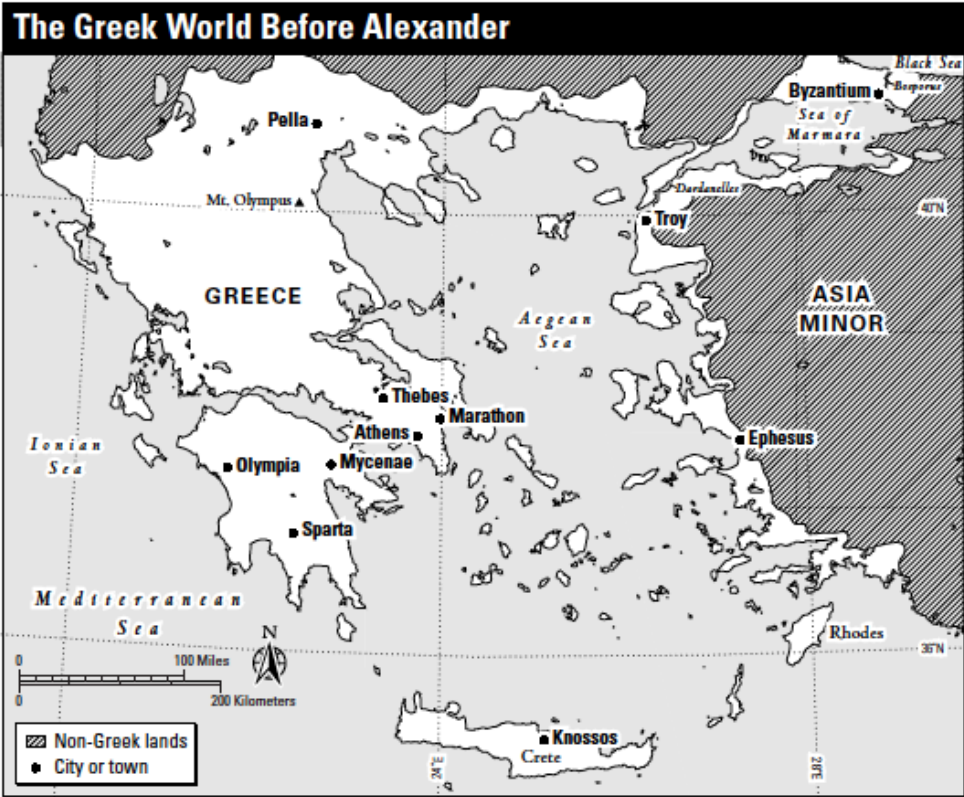 The Greek World Before Alexander
Black Sea
Byzantium
Bosporus
Sea of
Marmara
Pella
Mt. Olympus
Dardanelles
40°N
Troy
GREECE
ASIA
MINOR
Aegean
Sea
Thebes
Marathon
Athens
Ephesus
Ionian
Sea
Olympia
Mycenae
Sparta
Mediterranean
Sea
Rhodes
36°N
N
0
100 Miles
0
200 Kilometers
Knossos
Crete
Non-Greek lands
City or town
24°E
28°E